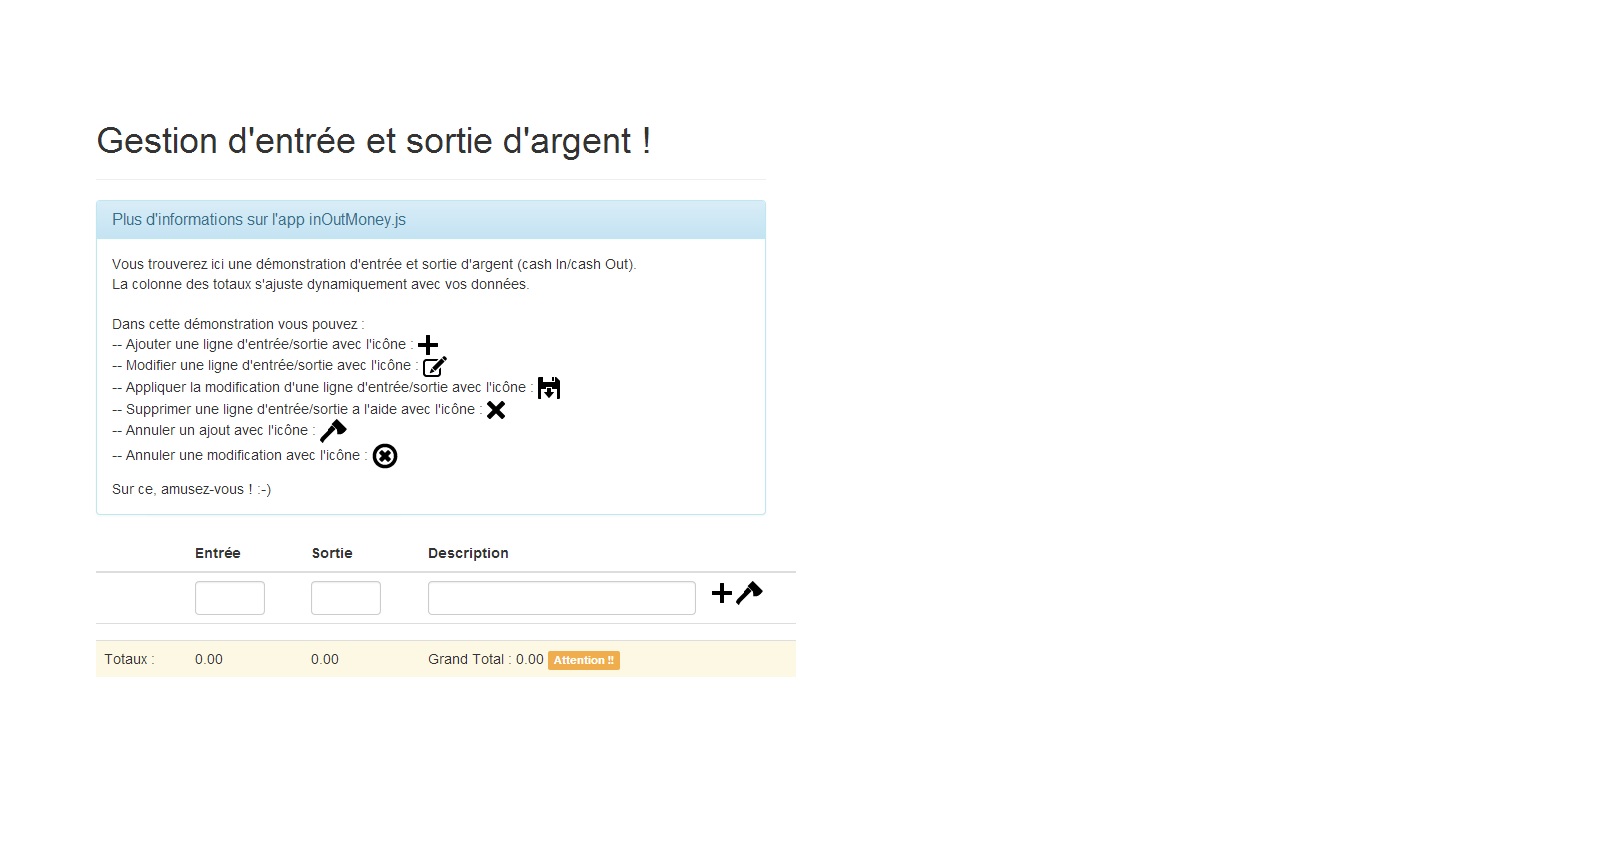 Gestion d'entrée et sortie d'argent !
Plus d'informations sur l'app inOutMoney.js
Vous trouverez ici une démonstration d'entrée et sortie d'argent (cash In/cash Out).
La colonne des totaux s'ajuste dynamiquement avec vos données.
Dans cette démonstration vous pouvez :
-- Ajouter une ligne d'entrée/sortie avec l'icône :
-- Modifier une ligne d'entrée/sortie avec l'icône :
-- Appliquer la modification d'une ligne d'entrée/sortie avec l'icône :
-- Supprimer une ligne d'entrée/sortie a l'aide avec l'icône :
-- Annuler un ajout avec l'icône :
-- Annuler une modification avec l'icône :
Sur ce, amusez-vous ! :-)
Entrée Sortie Description
Totaux : 0.00 0.00 Grand Total : 0.00 Attention !!